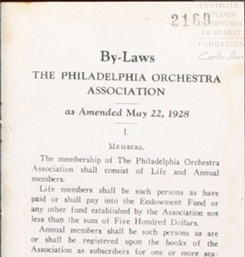 CENTRO DE
ESTUDIOS
DE HISTORIA
DE MEXICO
FUNDACIÓN
Carlos Slim
2160
By-Laws
THE PHILADELPHIA ORCHESTRA
ASSOCIATION
as Amended May 22, 1928
I.
MEMBERS.
The membership of The Philadelphia Orchestra
Association shall consist of Life and Annual
members.
Life members shall be such persons as have
paid or shall pay into the Endowment Fund or
any other fund established by the Association not
less than the sum of Five Hundred Dollars.
Annual members shall be such persons as are
or shall be registered upon the books of the
Association as subscribers for one or more sea-